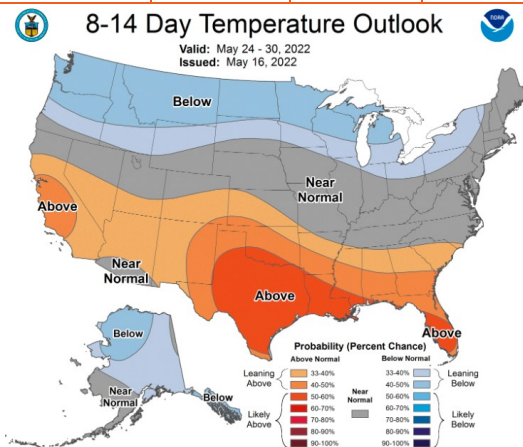 8-14 Day Temperature Outlook
Valid: May 24 - 30, 2022
Issued: May 16, 2022
noaa
Below
Near
Normal
Above
Near
Normal
Above
Above
Below
Near
Normal
Below
Probability (Percent Chance)
Above Normal
Below Normal
Leaning
Above
33-40%
40-50%
50-60%
Likely
Above
60-70%
70-80%
80-90%
90-100%
Near
Normal
33-40%
40-50%
50-60%
60-70%
70-80%
80-90%
90-100%
Leaning
Below
Likely
Below